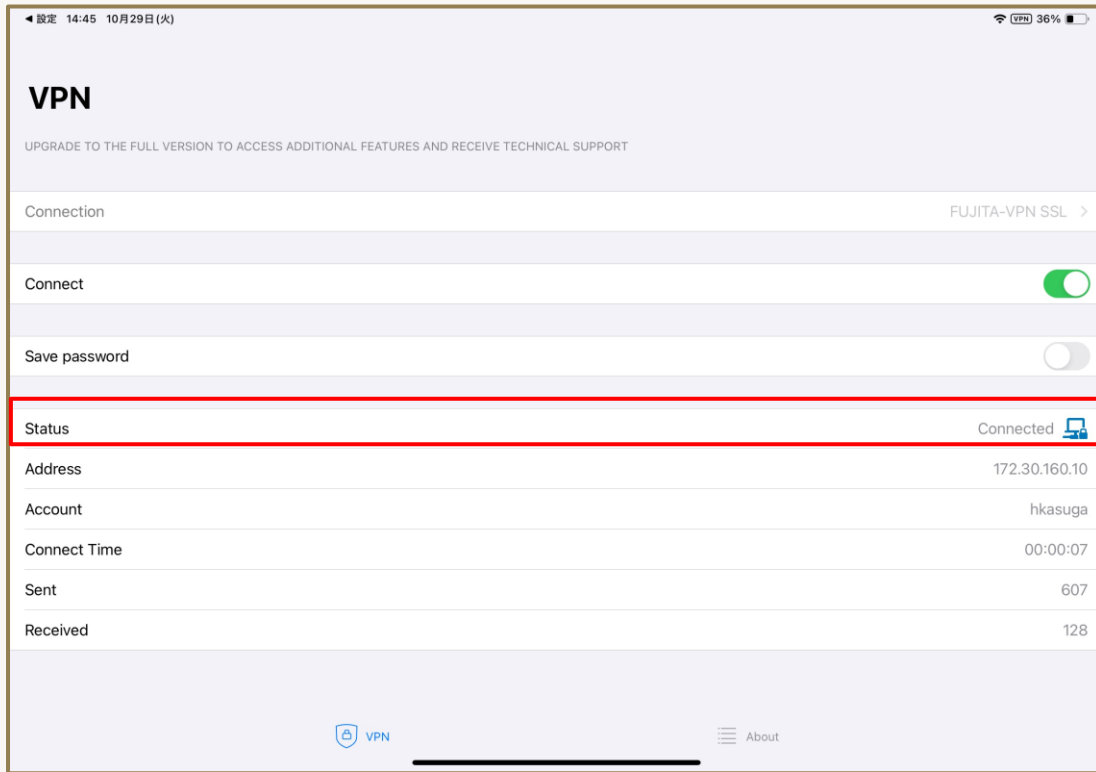 ◀設定 14:45 10月29日(火) VPN 36%
VPN
UPGRADE TO THE FULL VERSION TO ACCESS ADDITIONAL FEATURES AND RECEIVE TECHNICAL SUPPORT
Connection FUJITA-VPN SSL >
Connect
Save password
Status Connected
Address 172.30.160.10
Account hkasuga
Connect Time 00:00:07
Sent 607
Received 128
VPN About